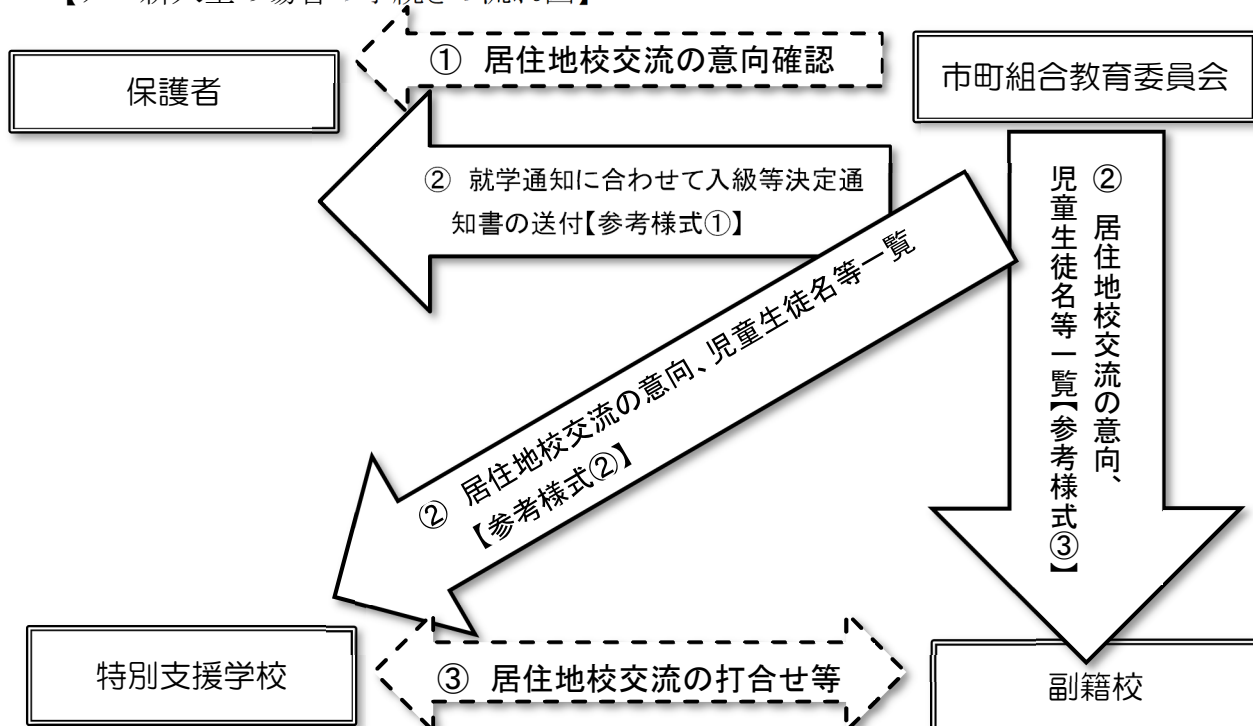 ① 居住地校交流の意向確認
保護者
市町組合教育委員会
② 就学通知に合わせて入級等決定通
知書の送付【参考様式①】
② 居住地校交流の意向、
児童生徒名等一覧【参考様式③】
② 居住地校交流の意向、児童生徒名等一覧
【参考様式②】
特別支援学校
③ 居住地校交流の打合せ等
副籍校